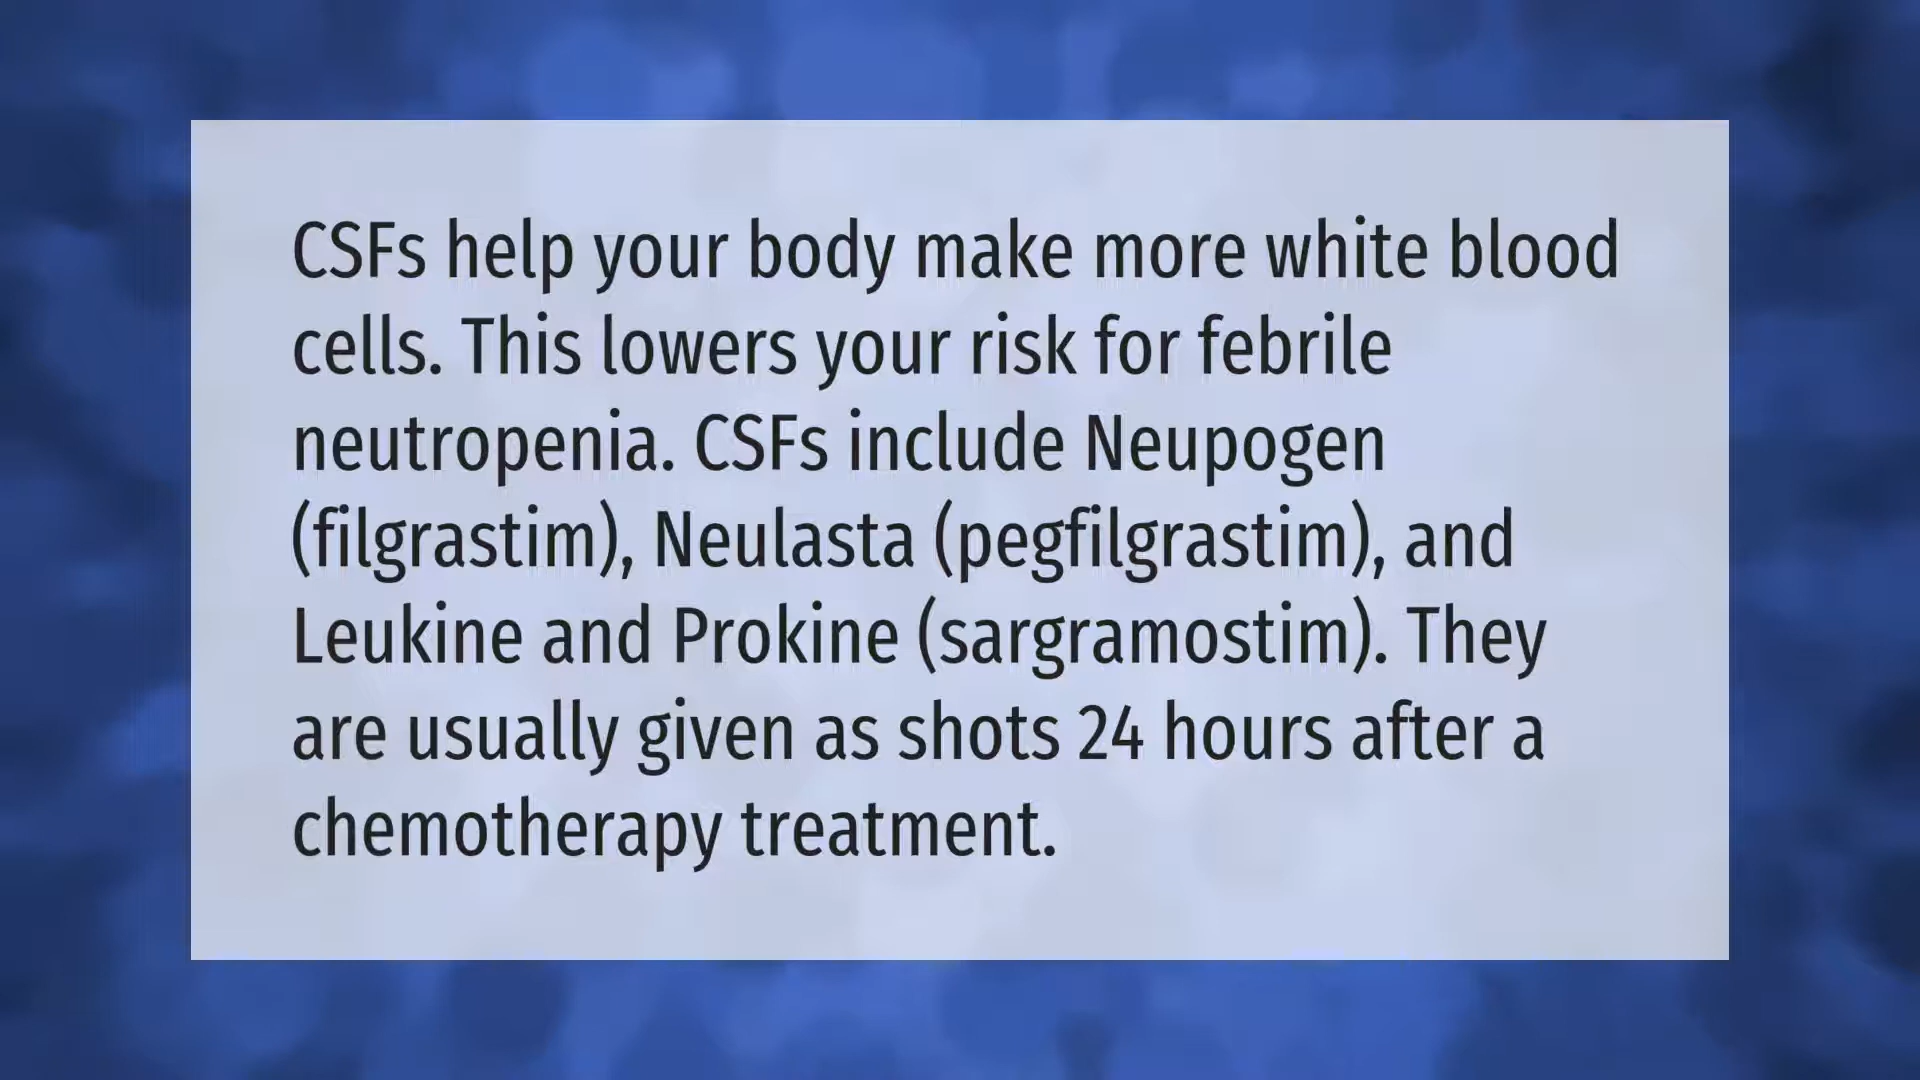 CSFs help your body make more white blood
cells. This lowers your risk for febrile
neutropenia. CSFs include Neupogen
(filgrastim), Neulasta (pegfilgrastim), and
Leukine and Prokine (sargramostim). They
are usually given as shots 24 hours after a
chemotherapy treatment.